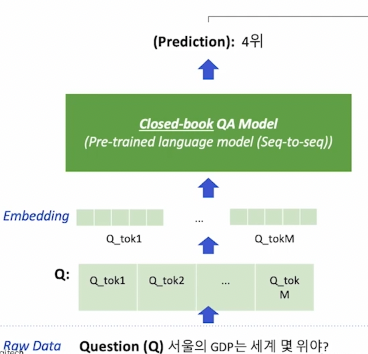 (Prediction): 4위
Closed-book QA Model
(Pre-trained language model (Seq-to-seq))
Embedding
...
Q_tok1
Q_tokM
Q:
Q_tok1
Q_tok2
...
Q_tok
M
Raw Data
Question (Q) 서울의 GDP는 세계 몇 위야?